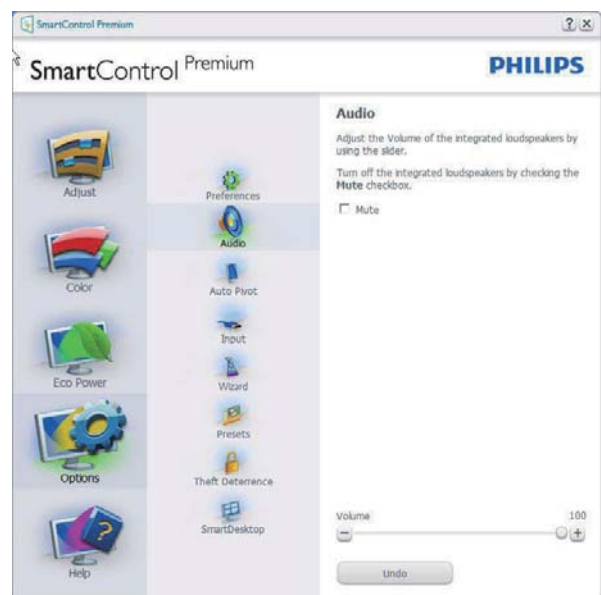 SmartControl Premium
SmartControl Premium
PHILIPS
Adjust
Color
Eco Power
Options
Help
Preferences
Audio
Auto Pivot
Input
Wizard
Presets
Theft Deterrence
SmartDesktop
Audio
Adjust the Volume of the integrated loudspeakers by
using the slider.
Turn off the integrated loudspeakers by checking the
Mute checkbox.
Mute
Volume 100
Undo